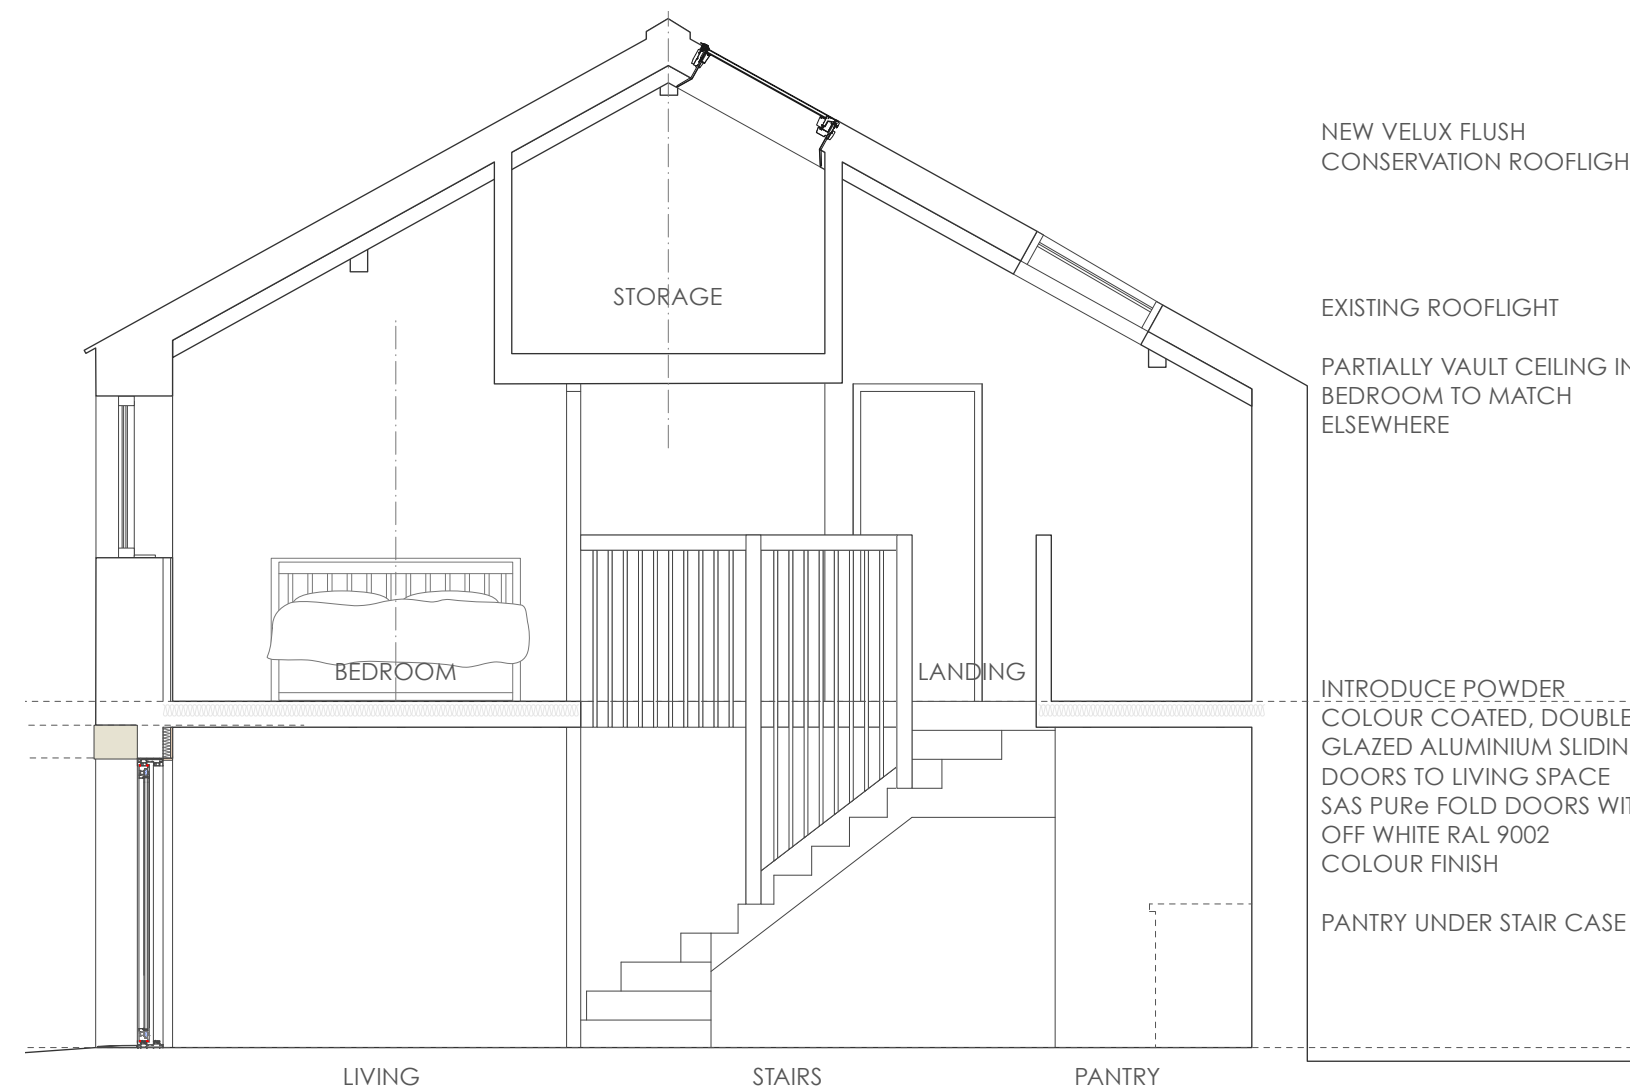 NEW VELUX FLUSH
CONSERVATION ROOFLIGH
STORAGE
EXISTING ROOFLIGHT
PARTIALLY VAULT CEILING IN
BEDROOM TO MATCH
ELSEWHERE
BEDROOM
LANDING
INTRODUCE POWDER
COLOUR COATED, DOUBLE
GLAZED ALUMINIUM SLIDIN
DOORS TO LIVING SPACE
SAS PURe FOLD DOORS WIT
OFF WHITE RAL 9002
COLOUR FINISH
PANTRY UNDER STAIR CASE
LIVING
STAIRS
PANTRY